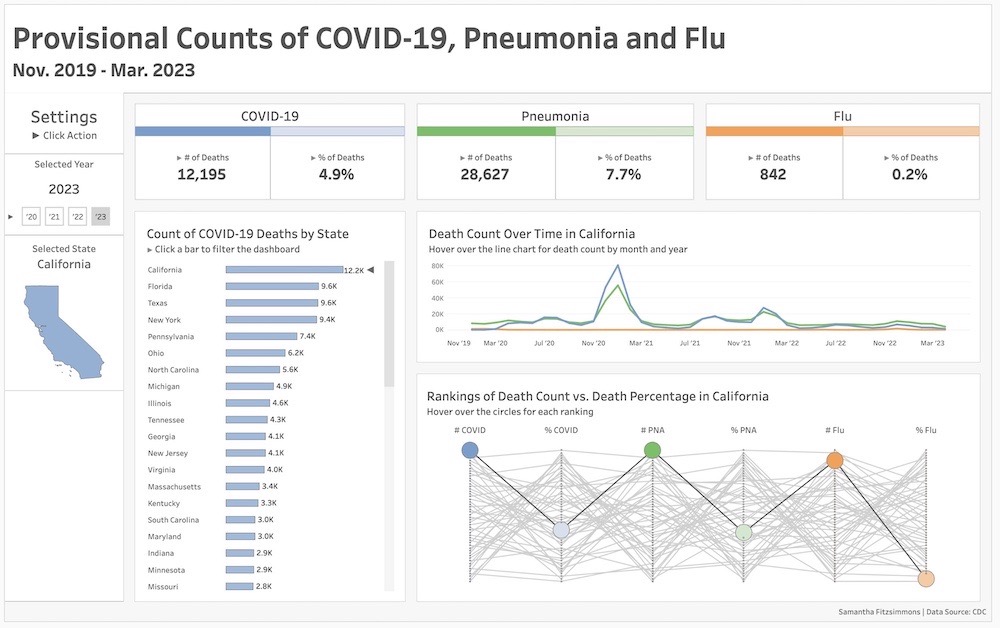 Provisional Counts of COVID-19, Pneumonia and Flu
Nov. 2019 - Mar. 2023
Settings
▶ Click Action
Selected Year
2023
▶ '20 '21 '22 '23
Selected State
California
COVID-19
▶ # of Deaths
12,195
▶ % of Deaths
4.9%
Pneumonia
▶ # of Deaths
28,627
▶ % of Deaths
7.7%
Flu
▶ # of Deaths
842
▶ % of Deaths
0.2%
Count of COVID-19 Deaths by State
▶ Click a bar to filter the dashboard
California 12.2K ◀
Florida 9.6K
Texas 9.6K
New York 9.4K
Pennsylvania 7.4K
Ohio 6.2K
North Carolina 5.6K
Michigan 4.9K
Illinois 4.6K
Tennessee 4.3K
Georgia 4.1K
New Jersey 4.1K
Virginia 4.0K
Massachusetts 3.4K
Kentucky 3.3K
South Carolina 3.0K
Maryland 3.0K
Indiana 2.9K
Minnesota 2.9K
Missouri 2.8K
Death Count Over Time in California
Hover over the line chart for death count by month and year
80K
60K
40K
20K
0K
Nov '19 Mar '20 Jul '20 Nov '20 Mar '21 Jul '21 Nov '21 Mar '22 Jul '22 Nov '22 Mar '23
Rankings of Death Count vs. Death Percentage in California
Hover over the circles for each ranking
# COVID % COVID # PNA % PNA # Flu % Flu
Samantha Fitzsimmons | Data Source: CDC